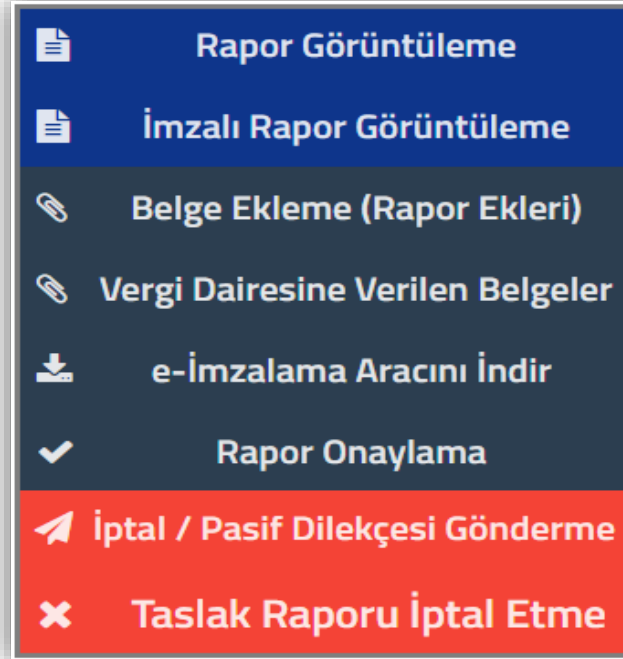 Rapor Görüntüleme
İmzalı Rapor Görüntüleme
Belge Ekleme (Rapor Ekleri)
Vergi Dairesine Verilen Belgeler
e-İmzalama Aracını İndir
Rapor Onaylama
İptal / Pasif Dilekçesi Gönderme
Taslak Raporu İptal Etme